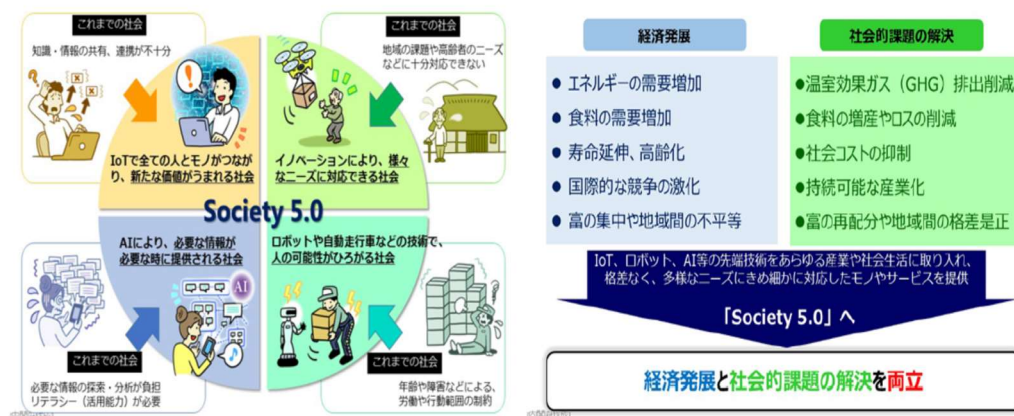 これまでの社会
知識・情報の共有、連携が不十分
IoTで全ての人とモノがつなが
り、新たな価値がうまれる社会
これまでの社会
地域の課題や高齢者のニーズ
などに十分対応できない
イノベーションにより、様々
なニーズに対応できる社会
Society 5.0
AIにより、必要な情報が
必要な時に提供される社会
AI
これまでの社会
必要な情報の探索・分析が負担
リテラシー（活用能力）が必要
ロボットや自動走行車などの技術で、
人の可能性がひろがる社会
これまでの社会
年齢や障害などによる、
労働や行動範囲の制約
経済発展
● エネルギーの需要増加
● 食料の需要増加
● 寿命延伸、高齢化
● 国際的な競争の激化
● 富の集中や地域間の不平等
社会的課題の解決
●温室効果ガス（GHG）排出削減
●食料の増産やロスの削減
●社会コストの抑制
●持続可能な産業化
●富の再配分や地域間の格差是正
IoT、ロボット、AI等の先端技術をあらゆる産業や社会生活に取り入れ、
格差なく、多様なニーズにきめ細かに対応したモノやサービスを提供
「Society 5.0」へ
経済発展と社会的課題の解決を両立